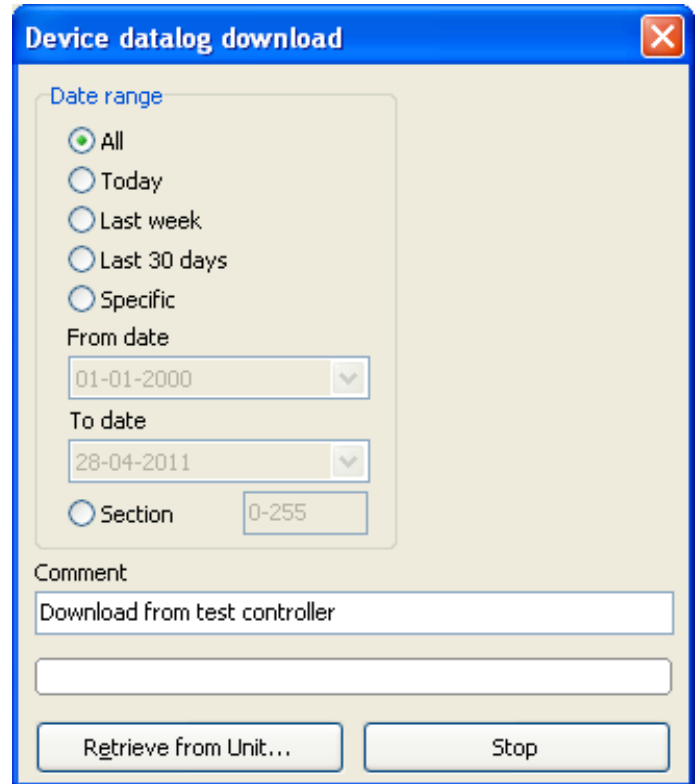 Device datalog download
Date range
All
Today
Last week
Last 30 days
Specific
From date
01-01-2000
To date
28-04-2011
Section 0-255
Comment
Download from test controller
Retrieve from Unit... Stop